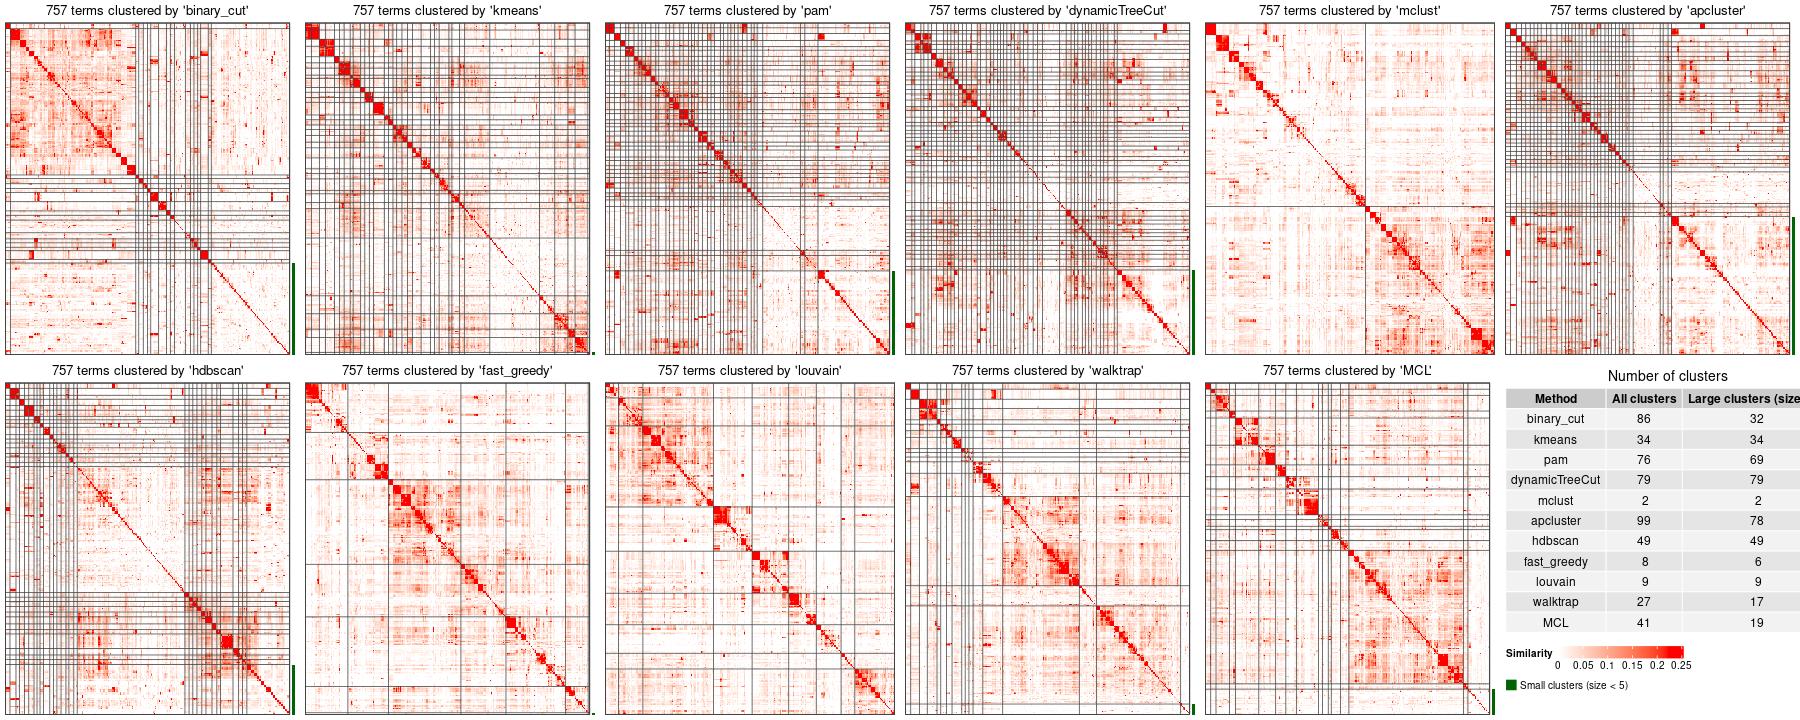 757 terms clustered by 'binary_cut'
757 terms clustered by 'kmeans'
757 terms clustered by 'pam'
757 terms clustered by 'dynamicTreeCut'
757 terms clustered by 'mclust'
757 terms clustered by 'apcluster'
757 terms clustered by 'hdbscan'
757 terms clustered by 'fast_greedy'
757 terms clustered by 'louvain'
757 terms clustered by 'walktrap'
757 terms clustered by 'MCL'
Number of clusters
Method All clusters Large clusters (size
binary_cut 86 32
kmeans 34 34
pam 76 69
dynamicTreeCut 79 79
mclust 2 2
apcluster 99 78
hdbscan 49 49
fast_greedy 8 6
louvain 9 9
walktrap 27 17
MCL 41 19
Similarity
0 0.05 0.1 0.15 0.2 0.25
Small clusters (size < 5)